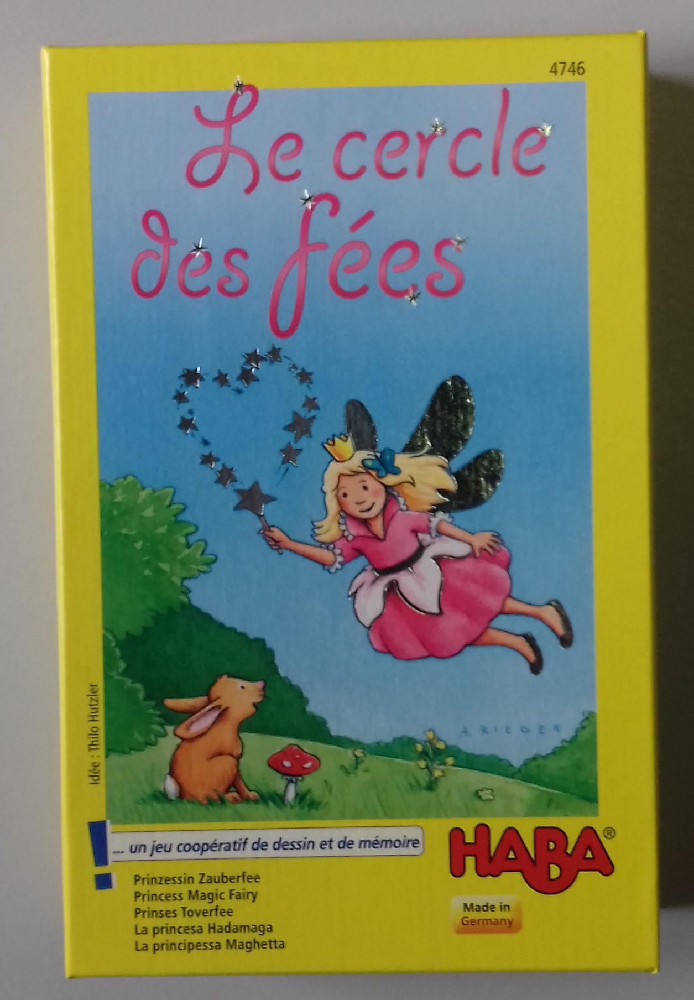 4746
Le cercle
des fées
A. RIEGER
Idée : Thilo Hutzler
... un jeu coopératif de dessin et de mémoire
HABA®
Prinzessin Zauberfee
Princess Magic Fairy
Prinses Toverfee
La princesa Hadamaga
La principessa Maghetta
Made in
Germany